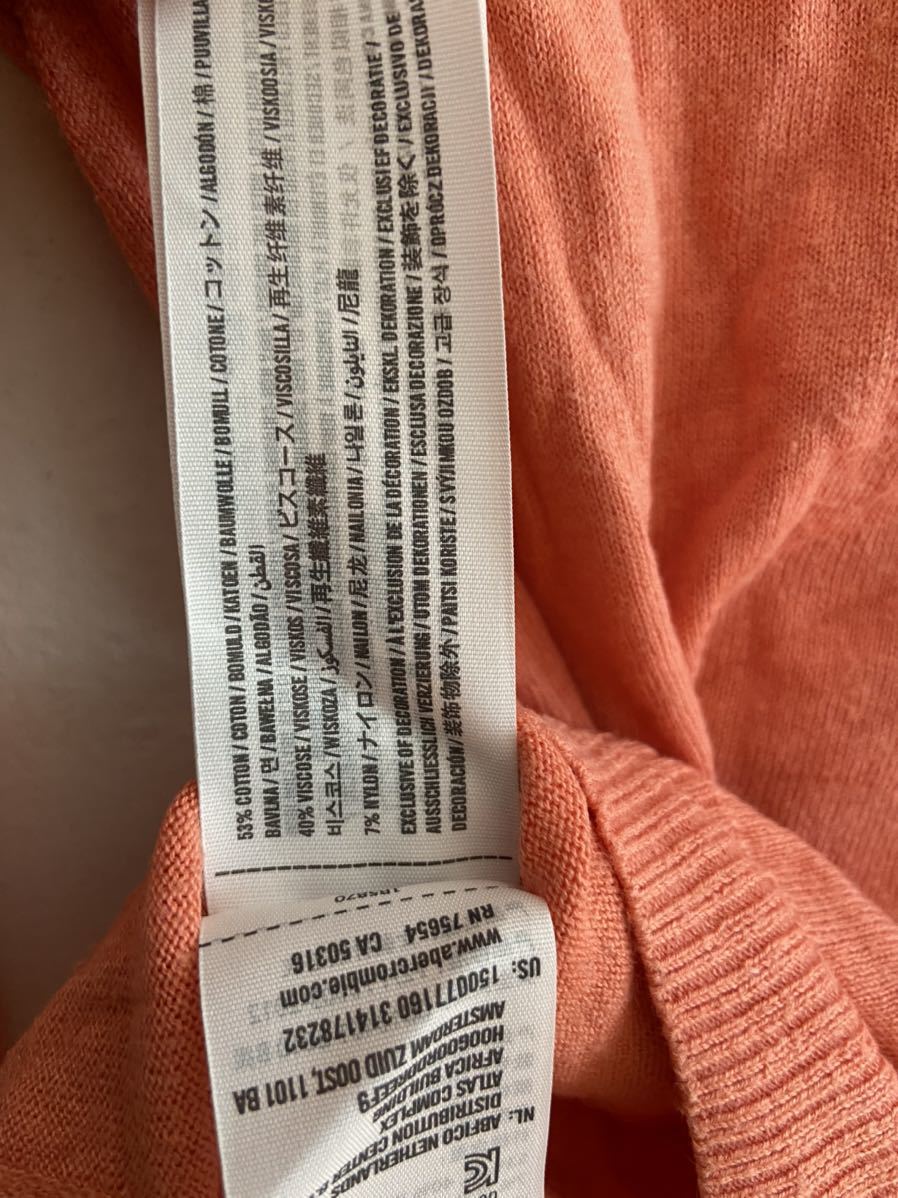 53% COTTON / COTON / BOMULD / KATOEN / BAUMWOLLE / BOMULL / COTONE / コットン / ALGODÓN / 棉 / PUUVILLA
BAVLNA / 면 / BAWEŁNA / ALGODÃO / القطن
40% VISCOSE / VISKOSE / VISKOS / VISCOSA / ビスコース / VISCOSILLA / 再生纤维素纤维 / VISKOOSIA
비스코스 / WISKOZA / الفسكوز / 再生纖維素纖維
7% NYLON / ナイロン / NAILON / 尼龙 / NAILONIA / 나일론 / النايلون / 尼龍
EXCLUSIVE OF DECORATION / À L'EXCLUSION DE LA DÉCORATION / EKSKL. DEKORATION / EXCLUSIEF DECORATIE /
AUSSCHLIESSLICH VERZIERUNG / UTOM DEKORATIONEN / ESCLUSA DECORAZIONE / 装飾を除く / EXCLUSIVO DE
DECORACIÓN / 装饰物除外 / PAITSI KORISTE / S VÝJIMKOU OZDOB / 고급 장식 / OPRÓCZ DEKORACJI
185870
RN 75654 CA 50316
www.abercrombie.com
US: 150077160 314178232
AMSTERDAM ZUID OOST, 1101 BA
HOOGOORDDREEF 9
AFRICA BUILDING
ATLAS COMPLEX
DISTRIBUTION CENTER
NL: ABFICO NETHERLANDS